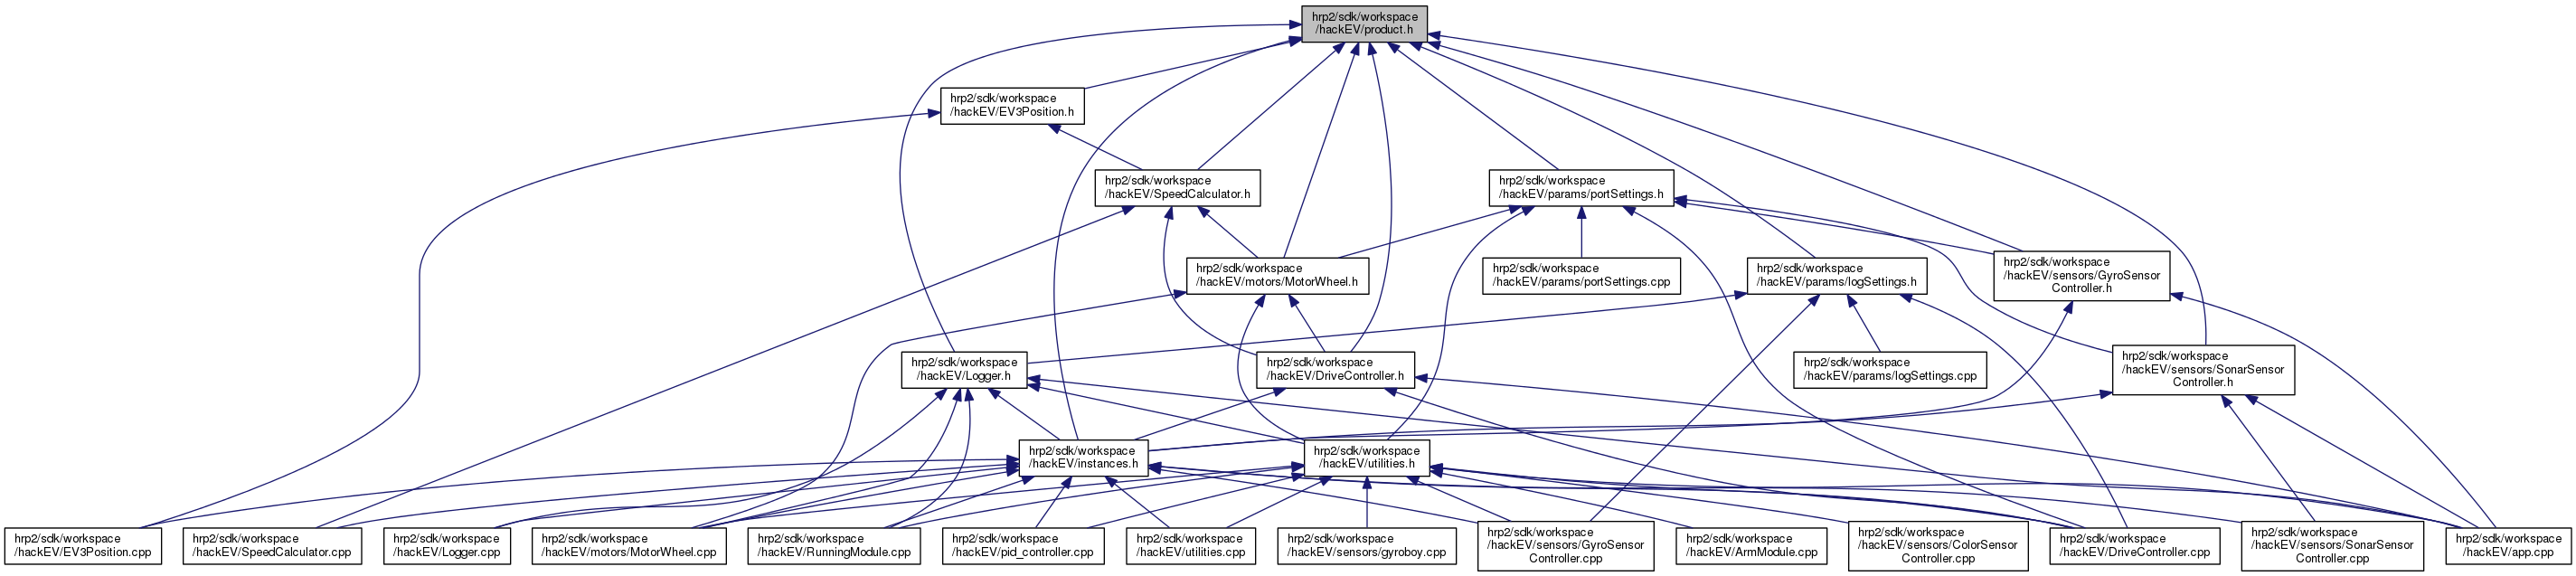 hrp2/sdk/workspace
/hackEV/product.h
hrp2/sdk/workspace
/hackEV/EV3Position.h
hrp2/sdk/workspace
/hackEV/SpeedCalculator.h
hrp2/sdk/workspace
/hackEV/params/portSettings.h
hrp2/sdk/workspace
/hackEV/motors/MotorWheel.h
hrp2/sdk/workspace
/hackEV/params/portSettings.cpp
hrp2/sdk/workspace
/hackEV/params/logSettings.h
hrp2/sdk/workspace
/hackEV/sensors/GyroSensor
Controller.h
hrp2/sdk/workspace
/hackEV/Logger.h
hrp2/sdk/workspace
/hackEV/DriveController.h
hrp2/sdk/workspace
/hackEV/params/logSettings.cpp
hrp2/sdk/workspace
/hackEV/sensors/SonarSensor
Controller.h
hrp2/sdk/workspace
/hackEV/instances.h
hrp2/sdk/workspace
/hackEV/utilities.h
hrp2/sdk/workspace
/hackEV/EV3Position.cpp
hrp2/sdk/workspace
/hackEV/SpeedCalculator.cpp
hrp2/sdk/workspace
/hackEV/Logger.cpp
hrp2/sdk/workspace
/hackEV/motors/MotorWheel.cpp
hrp2/sdk/workspace
/hackEV/RunningModule.cpp
hrp2/sdk/workspace
/hackEV/pid_controller.cpp
hrp2/sdk/workspace
/hackEV/utilities.cpp
hrp2/sdk/workspace
/hackEV/sensors/gyroboy.cpp
hrp2/sdk/workspace
/hackEV/sensors/GyroSensor
Controller.cpp
hrp2/sdk/workspace
/hackEV/ArmModule.cpp
hrp2/sdk/workspace
/hackEV/sensors/ColorSensor
Controller.cpp
hrp2/sdk/workspace
/hackEV/DriveController.cpp
hrp2/sdk/workspace
/hackEV/sensors/SonarSensor
Controller.cpp
hrp2/sdk/workspace
/hackEV/app.cpp